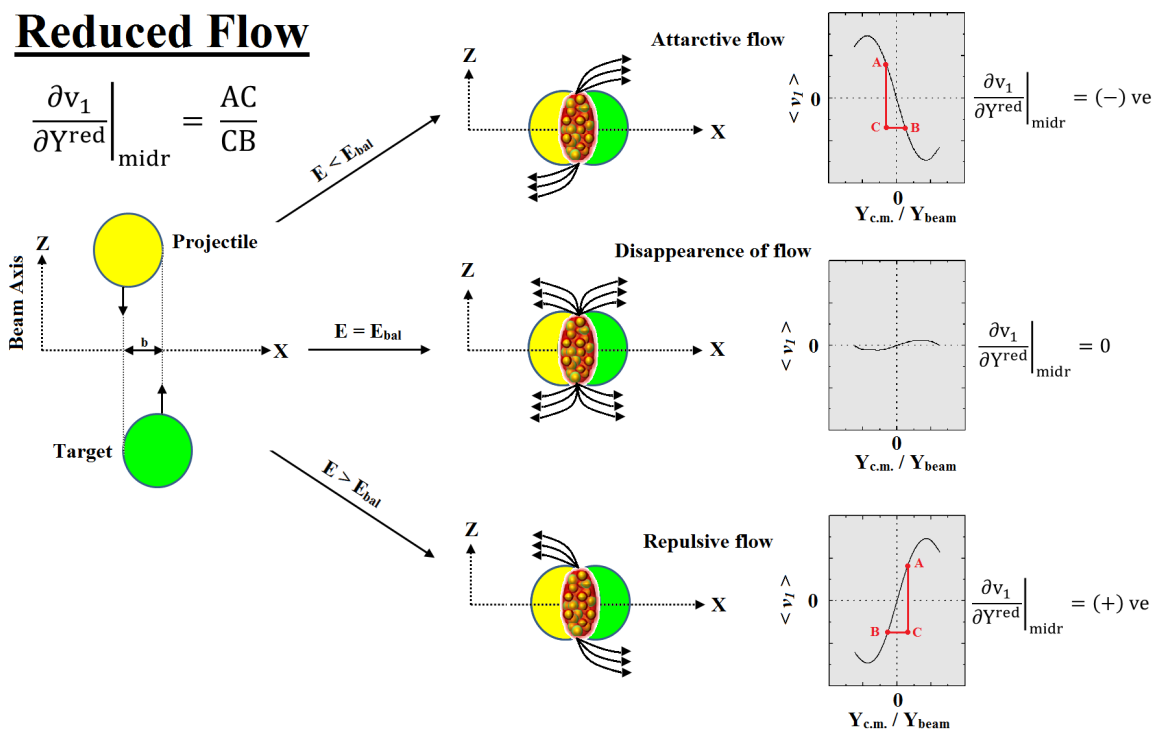 Reduced Flow
∂v₁/∂Y^red |midr = AC/CB
E < Ebal
Z
X
Attarctive flow
A
C
B
< v₁ >
0
0
Yc.m. / Ybeam
∂v₁/∂Y^red |midr = (−) ve
Beam Axis
Z
Projectile
b
X
Target
E = Ebal
Z
X
Disappearence of flow
< v₁ >
0
0
Yc.m. / Ybeam
∂v₁/∂Y^red |midr = 0
E > Ebal
Z
X
Repulsive flow
A
B
C
< v₁ >
0
0
Yc.m. / Ybeam
∂v₁/∂Y^red |midr = (+) ve